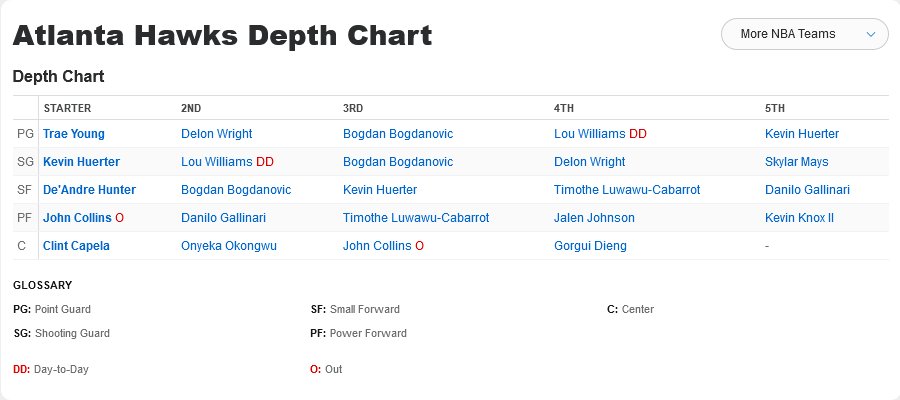 Atlanta Hawks Depth Chart
More NBA Teams
Depth Chart
STARTER 2ND 3RD 4TH 5TH
PG Trae Young Delon Wright Bogdan Bogdanovic Lou Williams DD Kevin Huerter
SG Kevin Huerter Lou Williams DD Bogdan Bogdanovic Delon Wright Skylar Mays
SF De'Andre Hunter Bogdan Bogdanovic Kevin Huerter Timothe Luwawu-Cabarrot Danilo Gallinari
PF John Collins O Danilo Gallinari Timothe Luwawu-Cabarrot Jalen Johnson Kevin Knox II
C Clint Capela Onyeka Okongwu John Collins O Gorgui Dieng -
GLOSSARY
PG: Point Guard SF: Small Forward C: Center
SG: Shooting Guard PF: Power Forward
DD: Day-to-Day O: Out